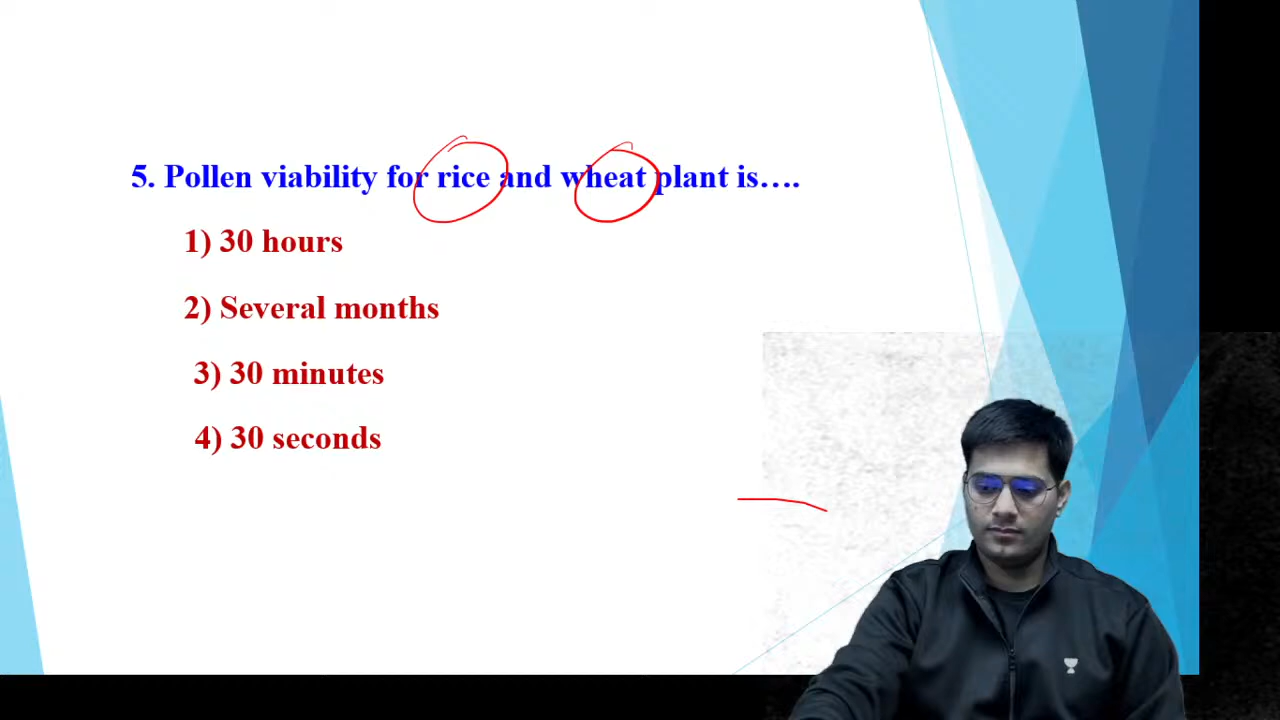 5. Pollen viability for rice and wheat plant is….
1) 30 hours
2) Several months
3) 30 minutes
4) 30 seconds